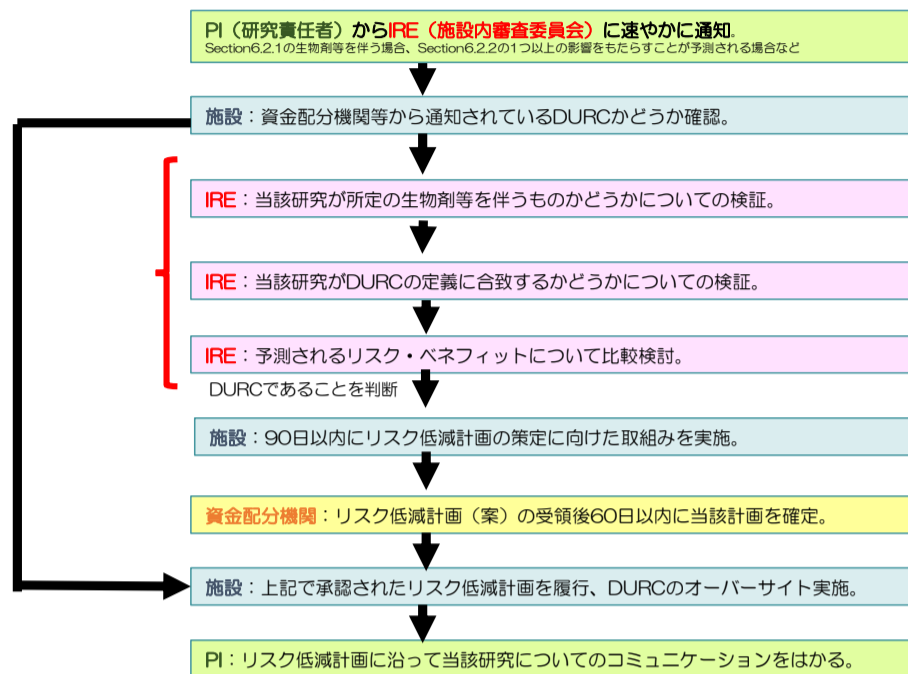 PI（研究責任者）からIRE（施設内審査委員会）に速やかに通知.
Section6.2.1の生物剤等を伴う場合、Section6.2.2の1つ以上の影響をもたらすことが予測される場合など
施設：資金配分機関等から通知されているDURCかどうか確認。
IRE：当該研究が所定の生物剤等を伴うものかどうかについての検証。
IRE：当該研究がDURCの定義に合致するかどうかについての検証。
IRE：予測されるリスク・ベネフィットについて比較検討。
DURCであることを判断
施設：90日以内にリスク低減計画の策定に向けた取組みを実施。
資金配分機関：リスク低減計画（案）の受領後60日以内に当該計画を確定。
施設：上記で承認されたリスク低減計画を履行、DURCのオーバーサイト実施。
PI：リスク低減計画に沿って当該研究についてのコミュニケーションをはかる。